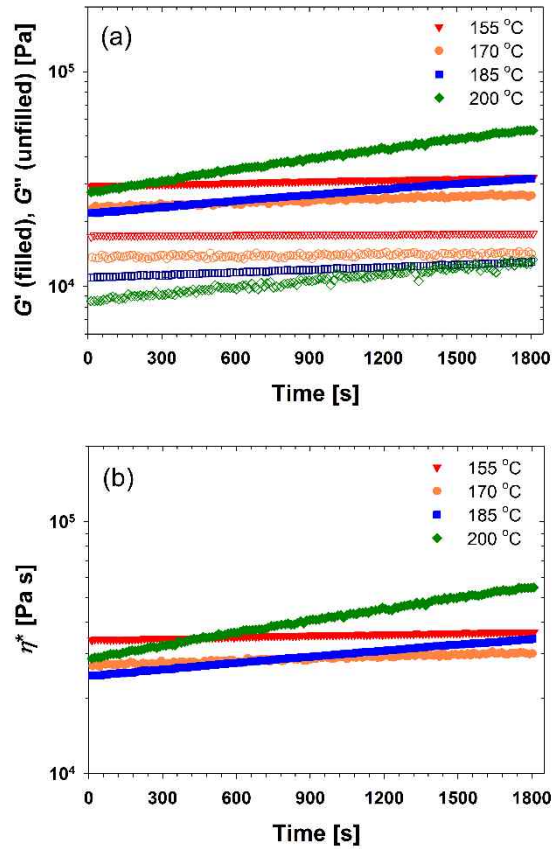 (a)
155 °C
170 °C
185 °C
200 °C
G' (filled), G" (unfilled) [Pa]
10⁵
10⁴
0 300 600 900 1200 1500 1800
Time [s]
(b)
155 °C
170 °C
185 °C
200 °C
η* [Pa s]
10⁵
10⁴
0 300 600 900 1200 1500 1800
Time [s]